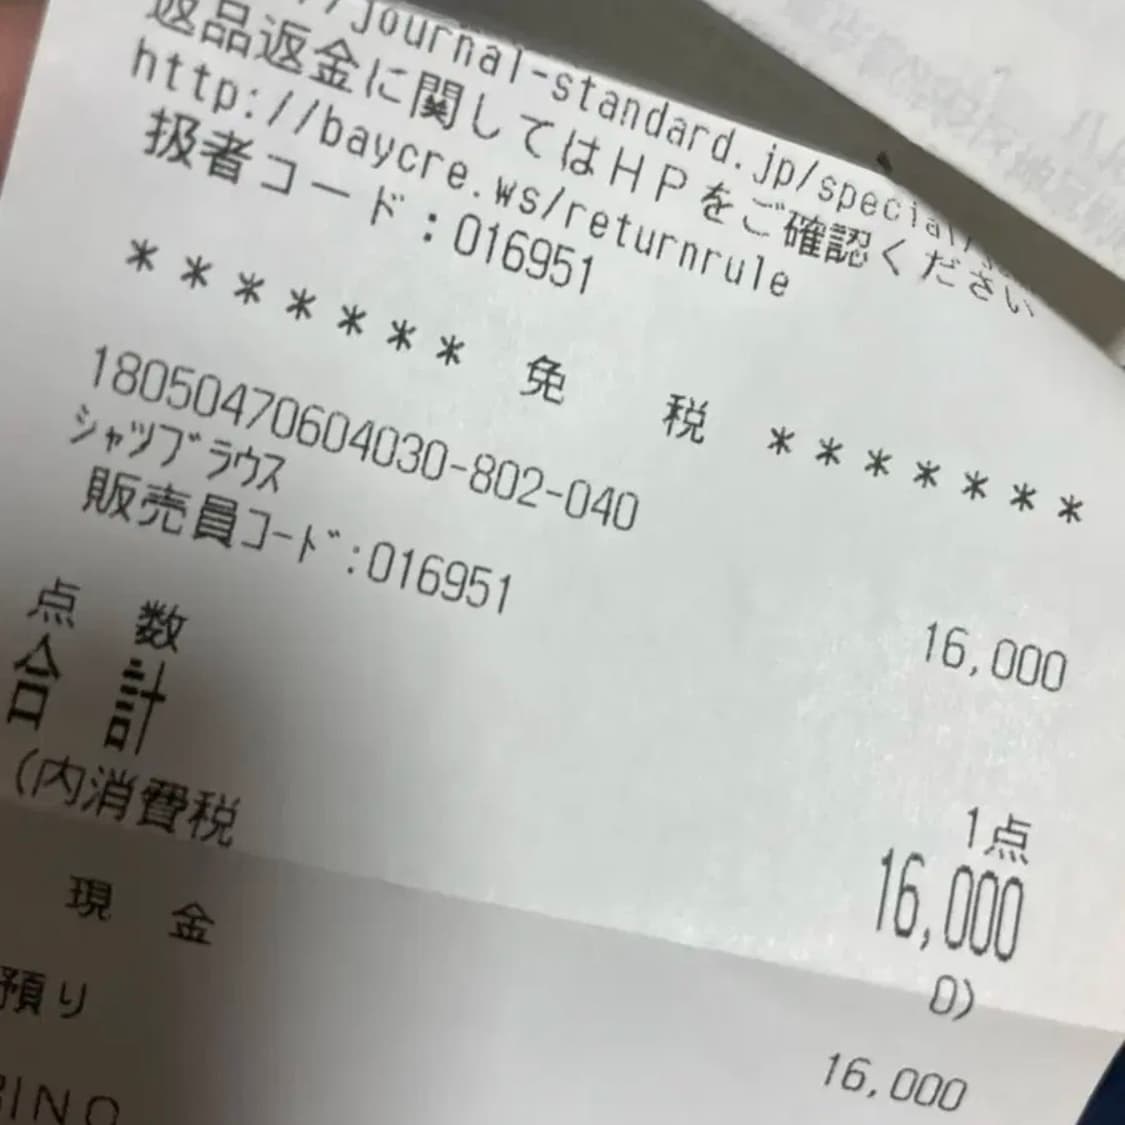 //journal-standard.jp/special/
返品返金に関してはＨＰをご確認ください
http://baycre.ws/returnrule
扱者コード：016951
＊＊＊＊＊＊＊ 免　税 ＊＊＊＊＊＊＊
18050470604030-802-040
ｼｬﾂﾌﾞﾗｳｽ
販売員ｺｰﾄﾞ:016951
16,000
点　数　1点
合　計　16,000
(内消費税　0)
現　金　16,000
預り